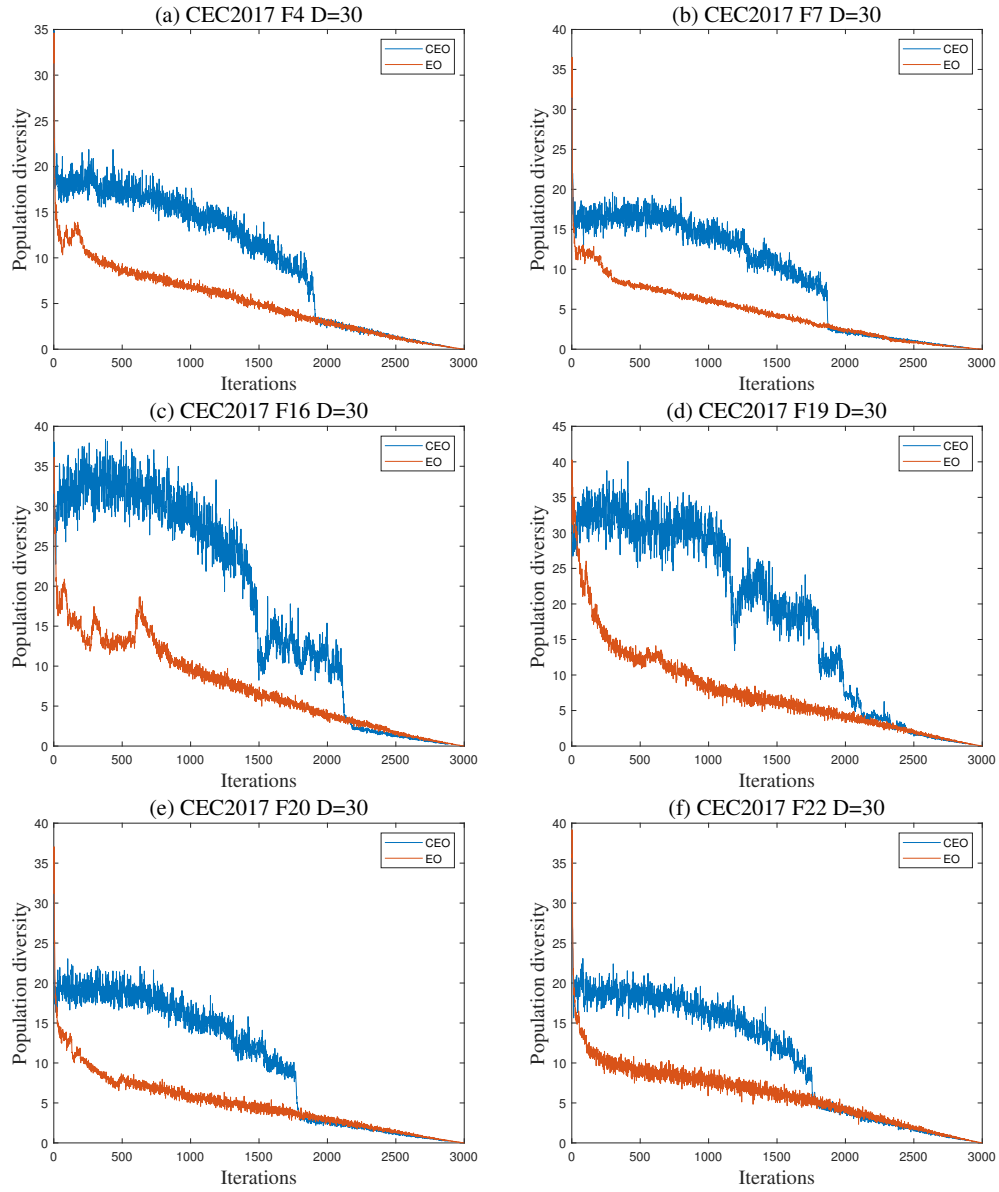 (a) CEC2017 F4 D=30
35
30
25
20
15
10
5
0
Population diversity
CEO
EO
0 500 1000 1500 2000 2500 3000
Iterations
(b) CEC2017 F7 D=30
40
35
30
25
20
15
10
5
0
Population diversity
CEO
EO
0 500 1000 1500 2000 2500 3000
Iterations
(c) CEC2017 F16 D=30
40
35
30
25
20
15
10
5
0
Population diversity
CEO
EO
0 500 1000 1500 2000 2500 3000
Iterations
(d) CEC2017 F19 D=30
45
40
35
30
25
20
15
10
5
0
Population diversity
CEO
EO
0 500 1000 1500 2000 2500 3000
Iterations
(e) CEC2017 F20 D=30
40
35
30
25
20
15
10
5
0
Population diversity
CEO
EO
0 500 1000 1500 2000 2500 3000
Iterations
(f) CEC2017 F22 D=30
40
35
30
25
20
15
10
5
0
Population diversity
CEO
EO
0 500 1000 1500 2000 2500 3000
Iterations